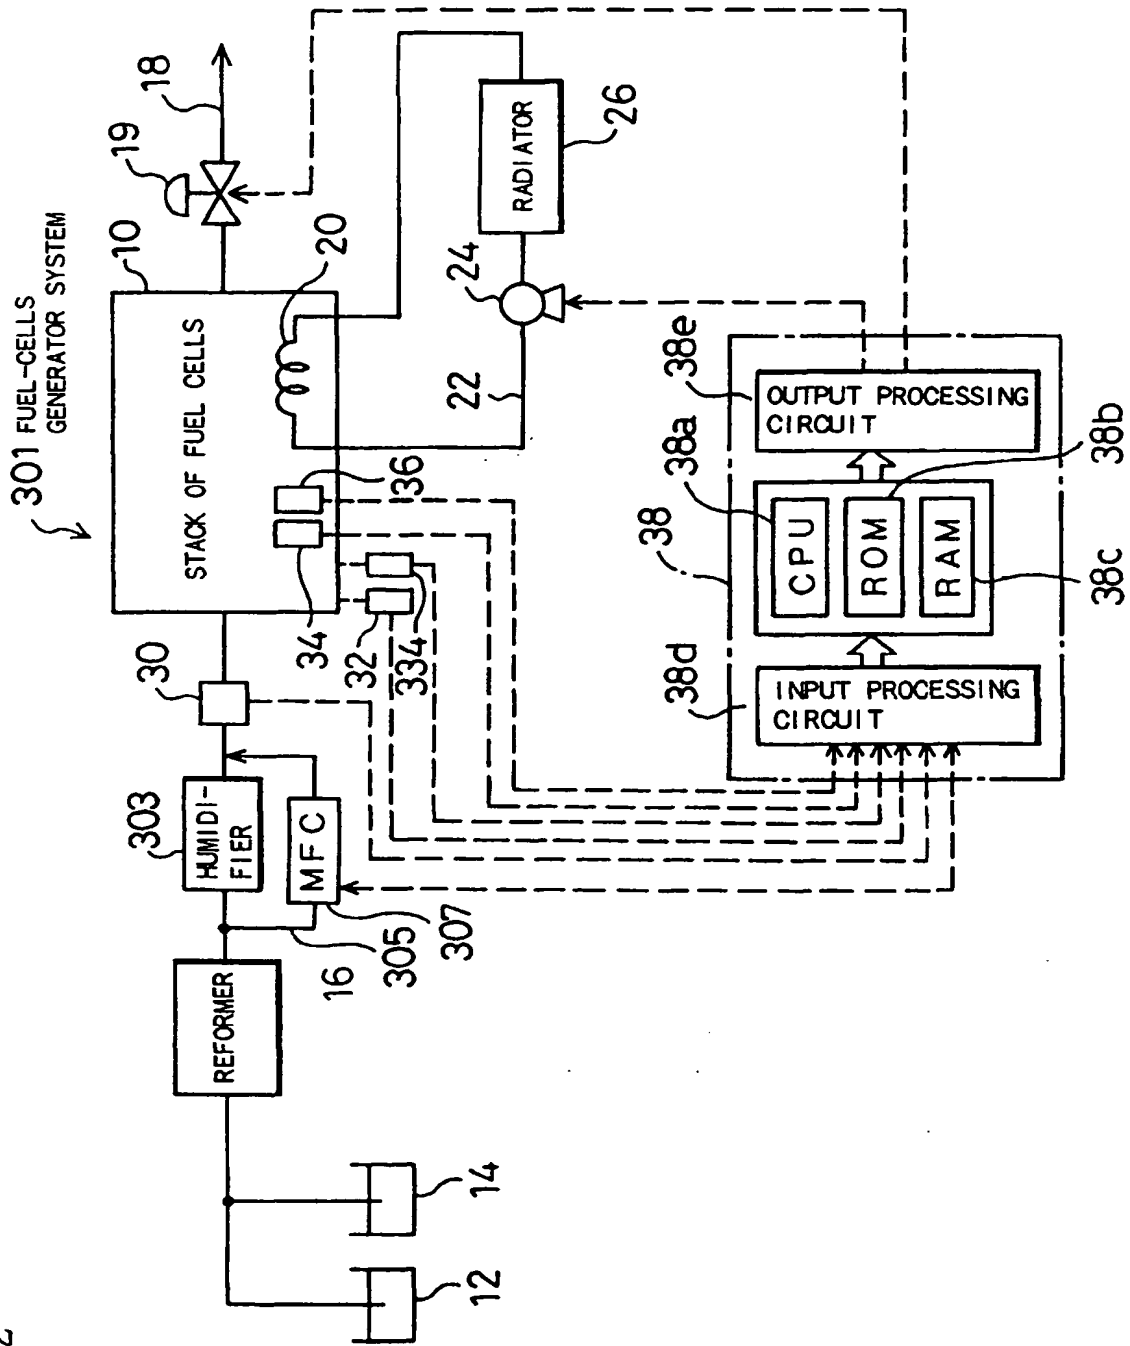 301 FUEL-CELLS
GENERATOR SYSTEM
10
STACK OF FUEL CELLS
20
19
18
30
34
36
32
334
303
HUMIDI-
FIER
MFC
305
307
16
REFORMER
12
14
22
24
RADIATOR
26
38
38a
CPU
38b
ROM
38c
RAM
38d
INPUT PROCESSING
CIRCUIT
38e
OUTPUT PROCESSING
CIRCUIT